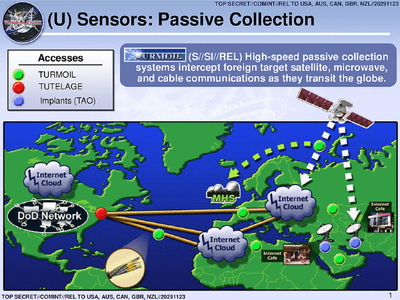 TOP SECRET//COMINT//REL TO USA, AUS, CAN, GBR, NZL//20291123
(U) Sensors: Passive Collection
Accesses
TURMOIL
TUTELAGE
Implants (TAO)
TURMOIL (S//SI//REL) High-speed passive collection
systems intercept foreign target satellite, microwave,
and cable communications as they transit the globe.
Internet
Cloud
DoD Network
MHS
Internet
Cloud
Internet
Cafe
Internet
Cloud
Internet
Cafe
TOP SECRET//COMINT//REL TO USA, AUS, CAN, GBR, NZL//20291123
1